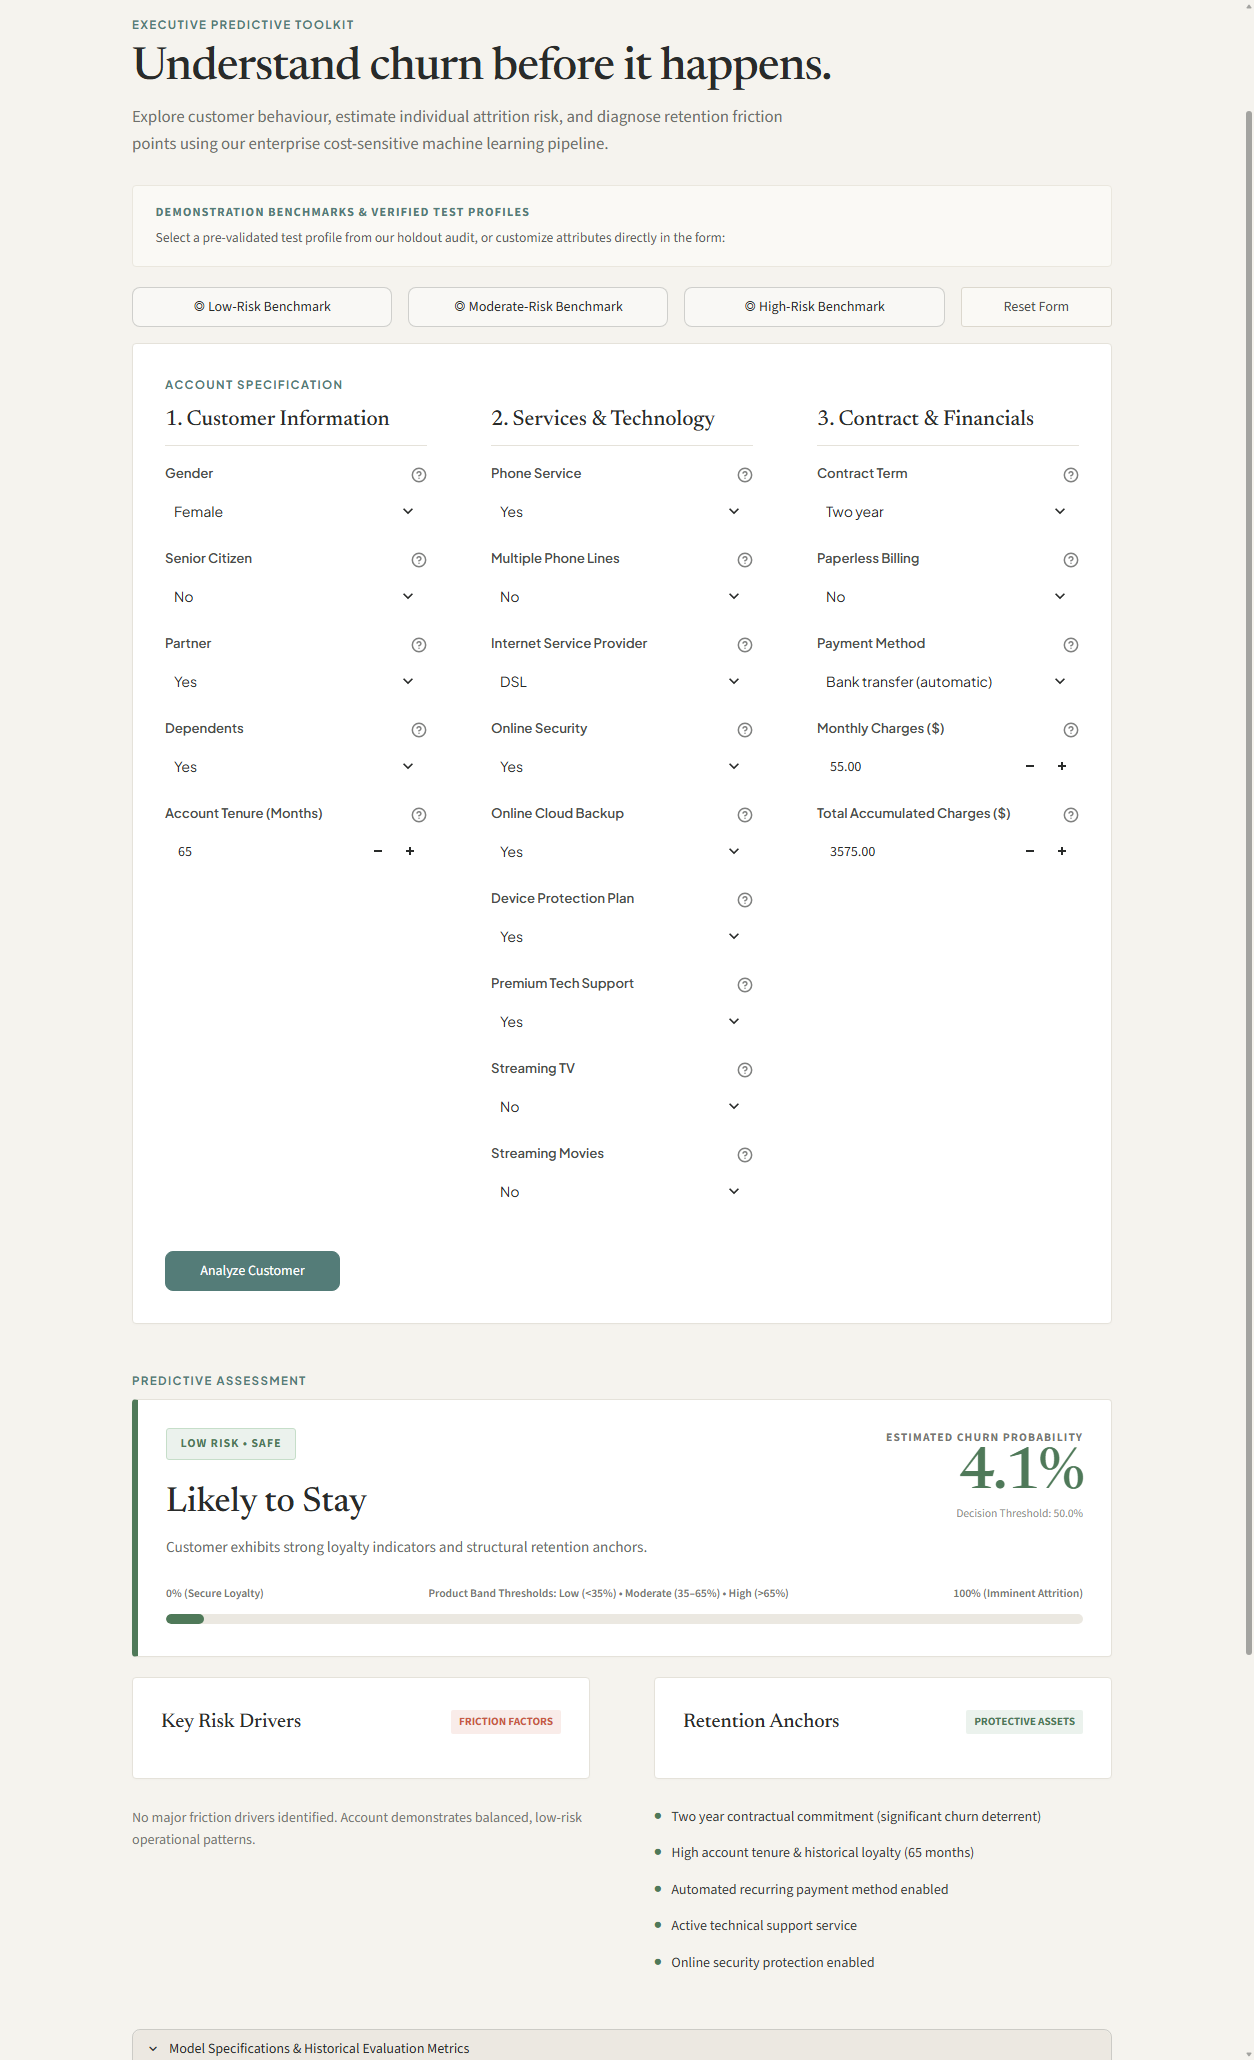 EXECUTIVE PREDICTIVE TOOLKIT
Understand churn before it happens.
Explore customer behaviour, estimate individual attrition risk, and diagnose retention friction
points using our enterprise cost-sensitive machine learning pipeline.
DEMONSTRATION BENCHMARKS & VERIFIED TEST PROFILES
Select a pre-validated test profile from our holdout audit, or customize attributes directly in the form:
Low-Risk Benchmark
Moderate-Risk Benchmark
High-Risk Benchmark
Reset Form
ACCOUNT SPECIFICATION
1. Customer Information
Gender
Female
Senior Citizen
No
Partner
Yes
Dependents
Yes
Account Tenure (Months)
65
2. Services & Technology
Phone Service
Yes
Multiple Phone Lines
No
Internet Service Provider
DSL
Online Security
Yes
Online Cloud Backup
Yes
Device Protection Plan
Yes
Premium Tech Support
Yes
Streaming TV
No
Streaming Movies
No
3. Contract & Financials
Contract Term
Two year
Paperless Billing
No
Payment Method
Bank transfer (automatic)
Monthly Charges ($)
55.00
Total Accumulated Charges ($)
3575.00
Analyze Customer
PREDICTIVE ASSESSMENT
LOW RISK • SAFE
Likely to Stay
Customer exhibits strong loyalty indicators and structural retention anchors.
ESTIMATED CHURN PROBABILITY
4.1%
Decision Threshold: 50.0%
0% (Secure Loyalty)
Product Band Thresholds: Low (<35%) • Moderate (35–65%) • High (>65%)
100% (Imminent Attrition)
Key Risk Drivers
FRICTION FACTORS
No major friction drivers identified. Account demonstrates balanced, low-risk
operational patterns.
Retention Anchors
PROTECTIVE ASSETS
Two year contractual commitment (significant churn deterrent)
High account tenure & historical loyalty (65 months)
Automated recurring payment method enabled
Active technical support service
Online security protection enabled
Model Specifications & Historical Evaluation Metrics